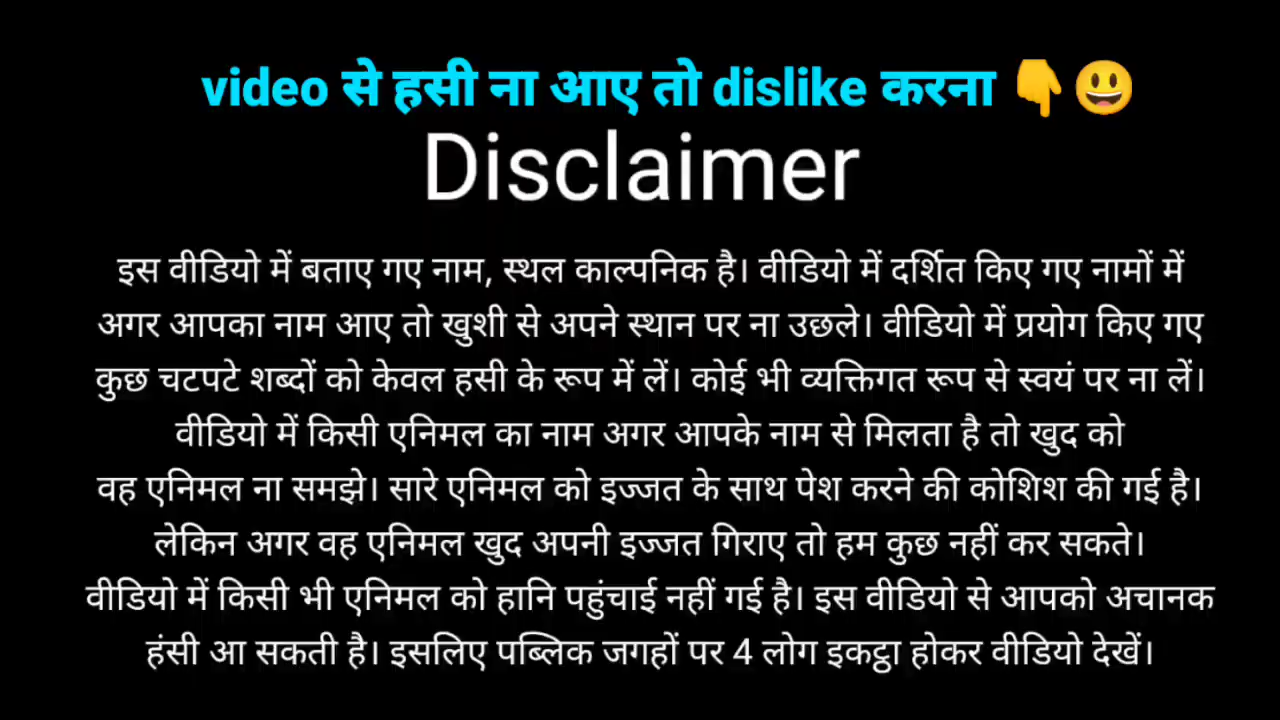 video से हसी ना आए तो dislike करना 👇😃
Disclaimer
इस वीडियो में बताए गए नाम, स्थल काल्पनिक है। वीडियो में दर्शित किए गए नामों में
अगर आपका नाम आए तो खुशी से अपने स्थान पर ना उछले। वीडियो में प्रयोग किए गए
कुछ चटपटे शब्दों को केवल हसी के रूप में लें। कोई भी व्यक्तिगत रूप से स्वयं पर ना लें।
वीडियो में किसी एनिमल का नाम अगर आपके नाम से मिलता है तो खुद को
वह एनिमल ना समझे। सारे एनिमल को इज्जत के साथ पेश करने की कोशिश की गई है।
लेकिन अगर वह एनिमल खुद अपनी इज्जत गिराए तो हम कुछ नहीं कर सकते।
वीडियो में किसी भी एनिमल को हानि पहुंचाई नहीं गई है। इस वीडियो से आपको अचानक
हंसी आ सकती है। इसलिए पब्लिक जगहों पर 4 लोग इकट्ठा होकर वीडियो देखें।